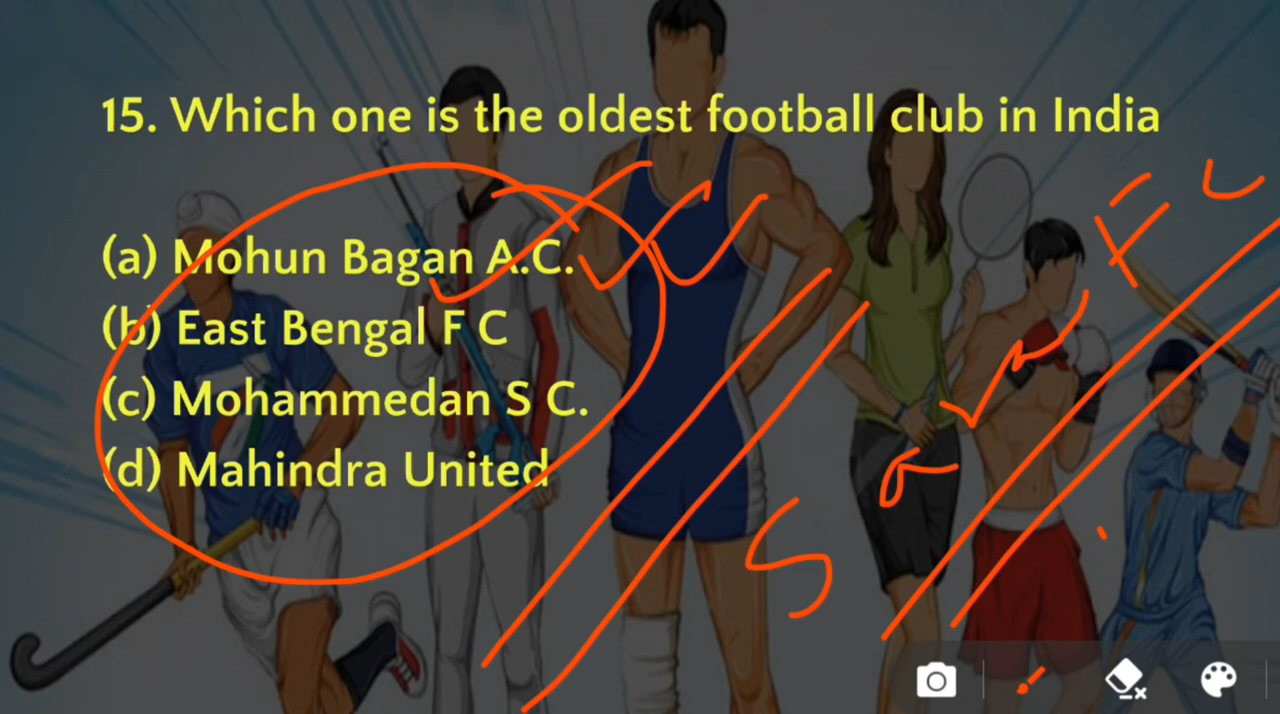 15. Which one is the oldest football club in India
(a) Mohun Bagan A.C.
(b) East Bengal F C
(c) Mohammedan S C.
(d) Mahindra United